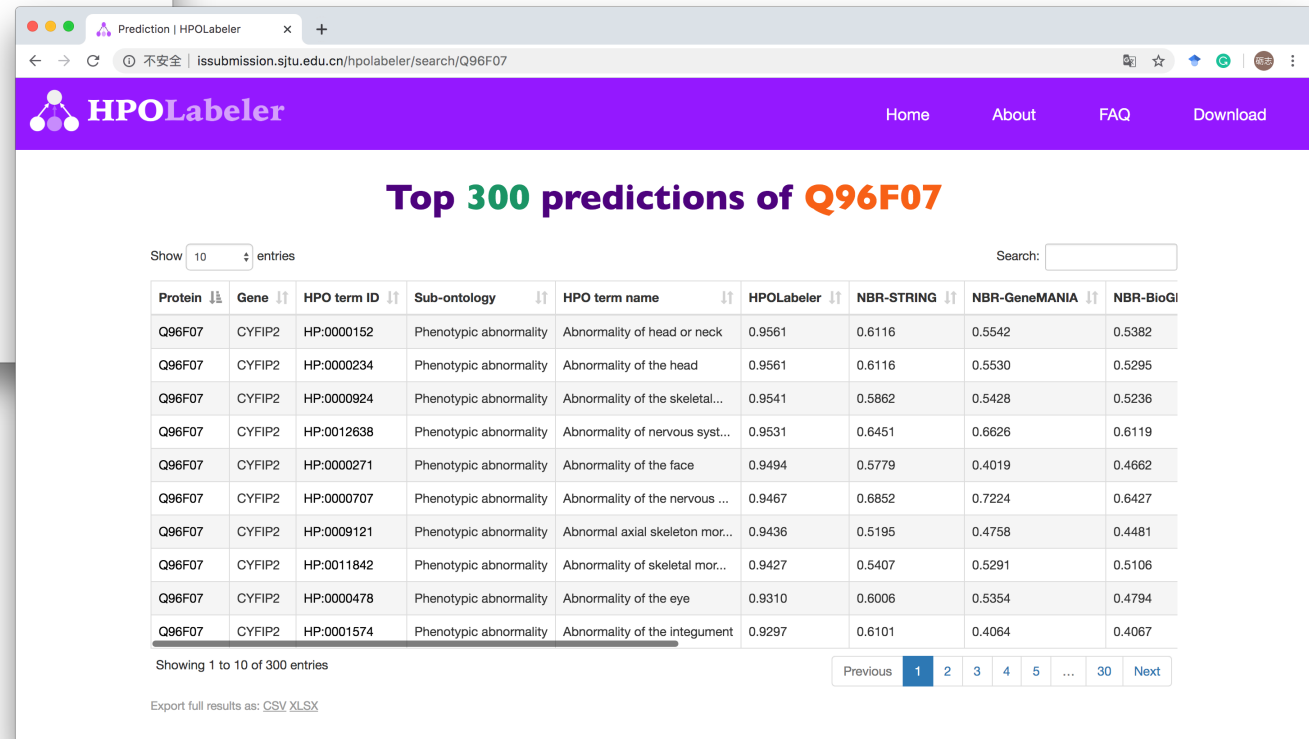 Prediction | HPOLabeler
不安全 | issubmission.sjtu.edu.cn/hpolabeler/search/Q96F07 砺志
HPOLabeler Home About FAQ Download
Top 300 predictions of Q96F07
Show 10 entries Search:
Protein Gene HPO term ID Sub-ontology HPO term name HPOLabeler NBR-STRING NBR-GeneMANIA NBR-BioGI
Q96F07 CYFIP2 HP:0000152 Phenotypic abnormality Abnormality of head or neck 0.9561 0.6116 0.5542 0.5382
Q96F07 CYFIP2 HP:0000234 Phenotypic abnormality Abnormality of the head 0.9561 0.6116 0.5530 0.5295
Q96F07 CYFIP2 HP:0000924 Phenotypic abnormality Abnormality of the skeletal... 0.9541 0.5862 0.5428 0.5236
Q96F07 CYFIP2 HP:0012638 Phenotypic abnormality Abnormality of nervous syst... 0.9531 0.6451 0.6626 0.6119
Q96F07 CYFIP2 HP:0000271 Phenotypic abnormality Abnormality of the face 0.9494 0.5779 0.4019 0.4662
Q96F07 CYFIP2 HP:0000707 Phenotypic abnormality Abnormality of the nervous ... 0.9467 0.6852 0.7224 0.6427
Q96F07 CYFIP2 HP:0009121 Phenotypic abnormality Abnormal axial skeleton mor... 0.9436 0.5195 0.4758 0.4481
Q96F07 CYFIP2 HP:0011842 Phenotypic abnormality Abnormality of skeletal mor... 0.9427 0.5407 0.5291 0.5106
Q96F07 CYFIP2 HP:0000478 Phenotypic abnormality Abnormality of the eye 0.9310 0.6006 0.5354 0.4794
Q96F07 CYFIP2 HP:0001574 Phenotypic abnormality Abnormality of the integument 0.9297 0.6101 0.4064 0.4067
Showing 1 to 10 of 300 entries Previous 1 2 3 4 5 ... 30 Next
Export full results as: CSV XLSX